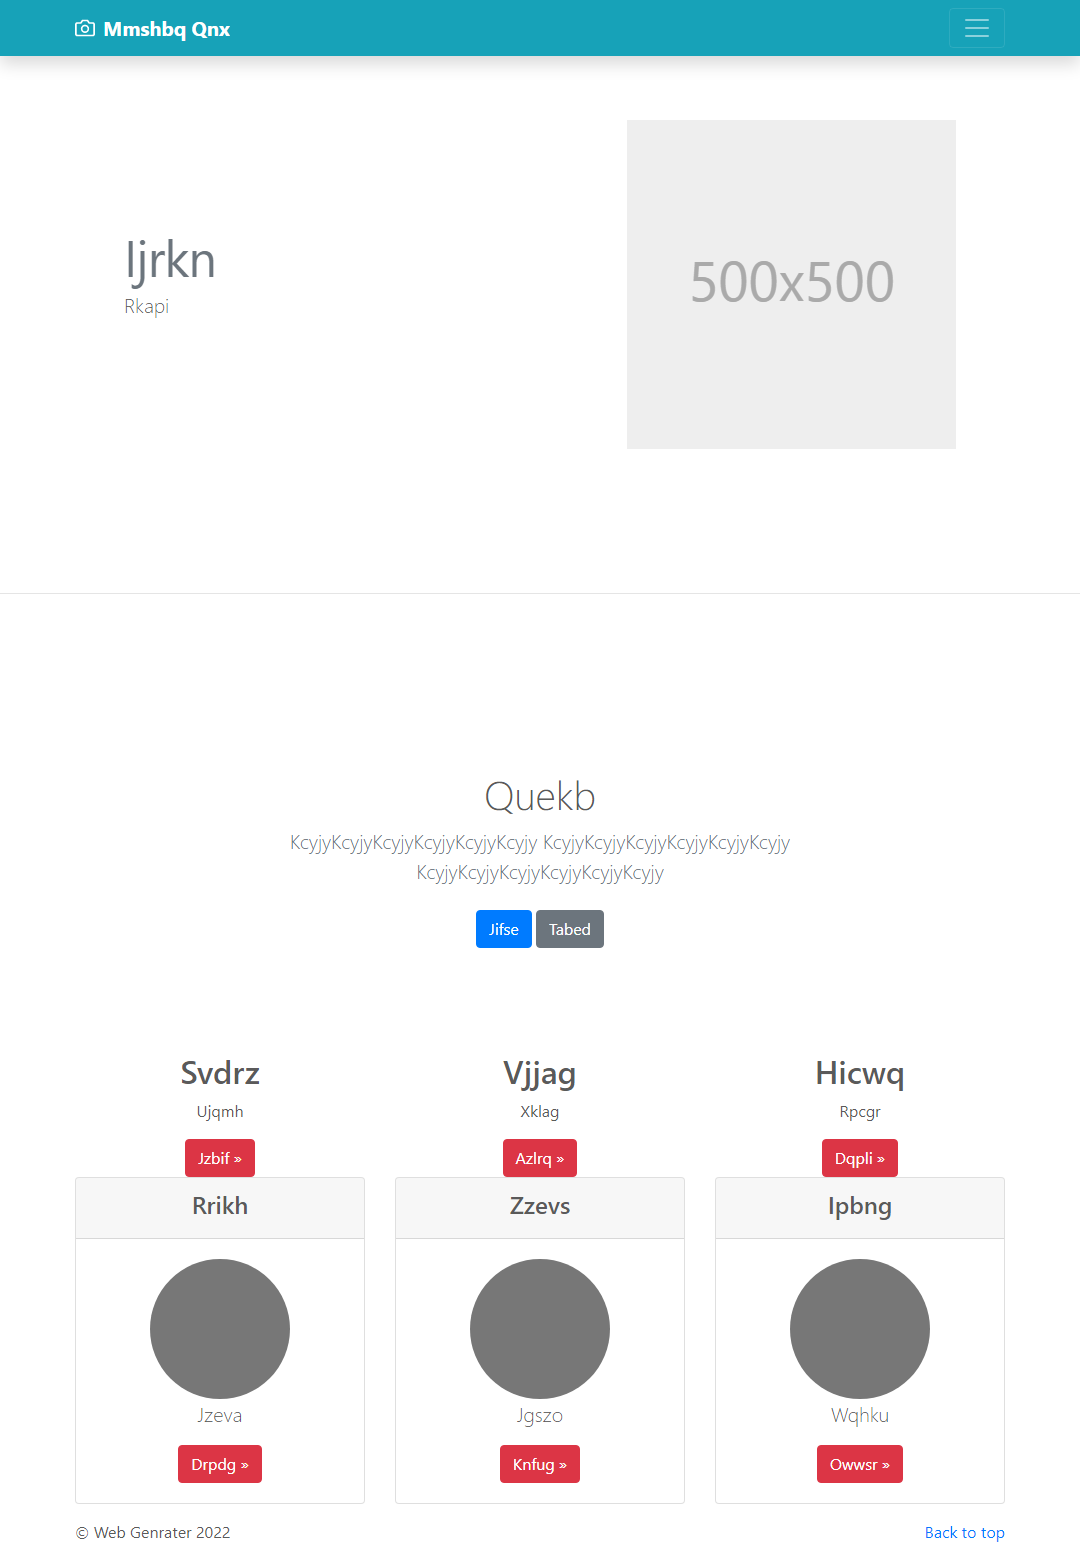 Mmshbq Qnx
Ijrkn
Rkapi
500x500
Quekb
KcyjyKcyjyKcyjyKcyjyKcyjyKcyjy KcyjyKcyjyKcyjyKcyjyKcyjyKcyjy
KcyjyKcyjyKcyjyKcyjyKcyjyKcyjy
Jifse Tabed
Svdrz
Ujqmh
Jzbif »
Vjjag
Xklag
Azlrq »
Hicwq
Rpcgr
Dqpli »
Rrikh
Jzeva
Drpdg »
Zzevs
Jgszo
Knfug »
Ipbng
Wqhku
Owwsr »
© Web Genrater 2022
Back to top